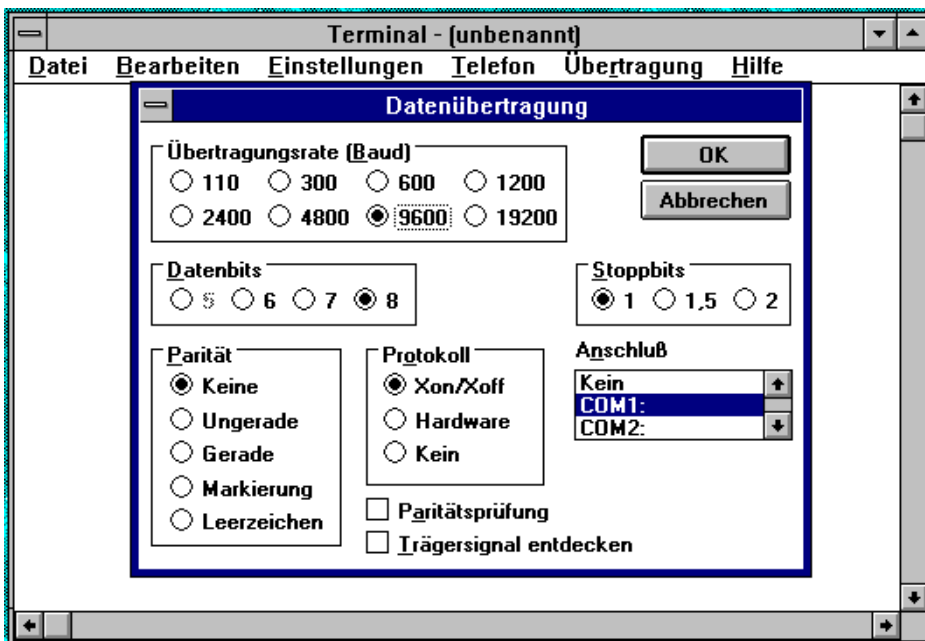 Terminal - (unbenannt)
Datei Bearbeiten Einstellungen Telefon Übertragung Hilfe
Datenübertragung
Übertragungsrate (Baud)
110 300 600 1200
2400 4800 9600 19200
OK
Abbrechen
Datenbits
5 6 7 8
Stoppbits
1 1,5 2
Parität
Keine
Ungerade
Gerade
Markierung
Leerzeichen
Protokoll
Xon/Xoff
Hardware
Kein
Anschluß
Kein
COM1:
COM2:
Paritätsprüfung
Trägersignal entdecken